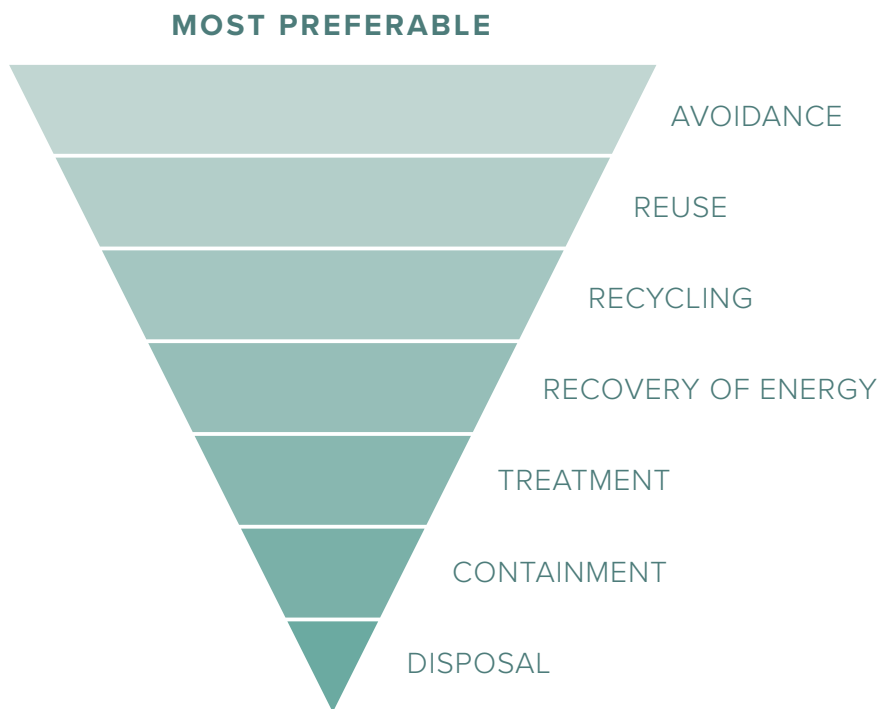 MOST PREFERABLE
AVOIDANCE
REUSE
RECYCLING
RECOVERY OF ENERGY
TREATMENT
CONTAINMENT
DISPOSAL